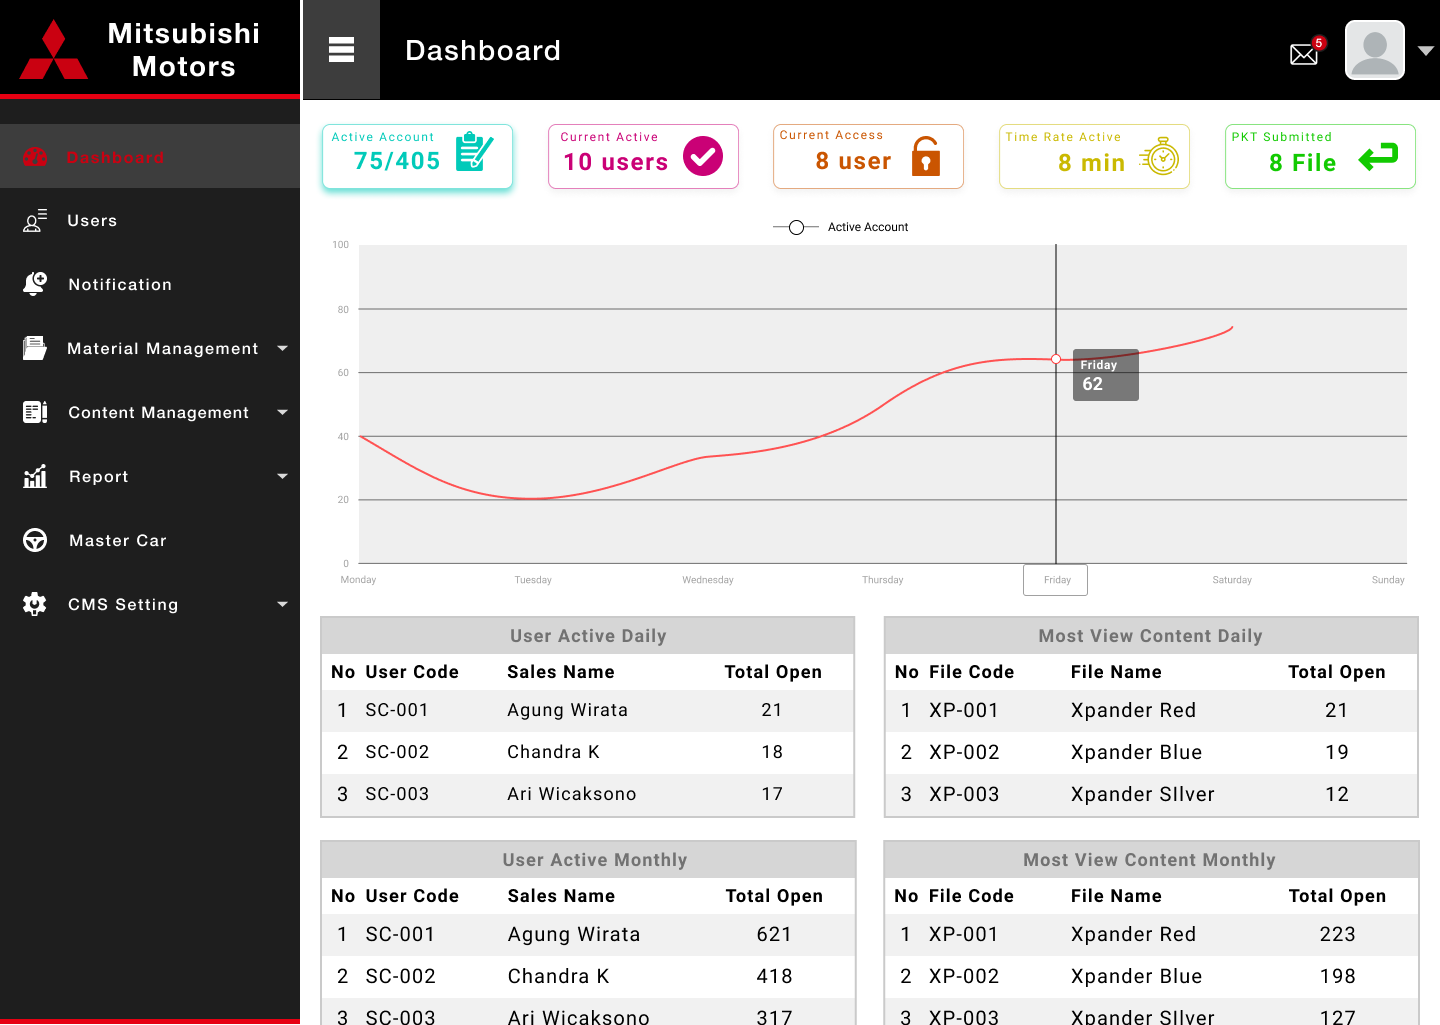 Mitsubishi
Motors
Dashboard
5
Dashboard
Users
Notification
Material Management
Content Management
Report
Master Car
CMS Setting
Active Account
75/405
Current Active
10 users
Current Access
8 user
Time Rate Active
8 min
PKT Submitted
8 File
Active Account
100
80
60
40
20
0
Friday
62
Monday Tuesday Wednesday Thursday Friday Saturday Sunday
User Active Daily
No User Code Sales Name Total Open
1 SC-001 Agung Wirata 21
2 SC-002 Chandra K 18
3 SC-003 Ari Wicaksono 17
Most View Content Daily
No File Code File Name Total Open
1 XP-001 Xpander Red 21
2 XP-002 Xpander Blue 19
3 XP-003 Xpander SIlver 12
User Active Monthly
No User Code Sales Name Total Open
1 SC-001 Agung Wirata 621
2 SC-002 Chandra K 418
3 SC-003 Ari Wicaksono 317
Most View Content Monthly
No File Code File Name Total Open
1 XP-001 Xpander Red 223
2 XP-002 Xpander Blue 198
3 XP-003 Xpander SIlver 127